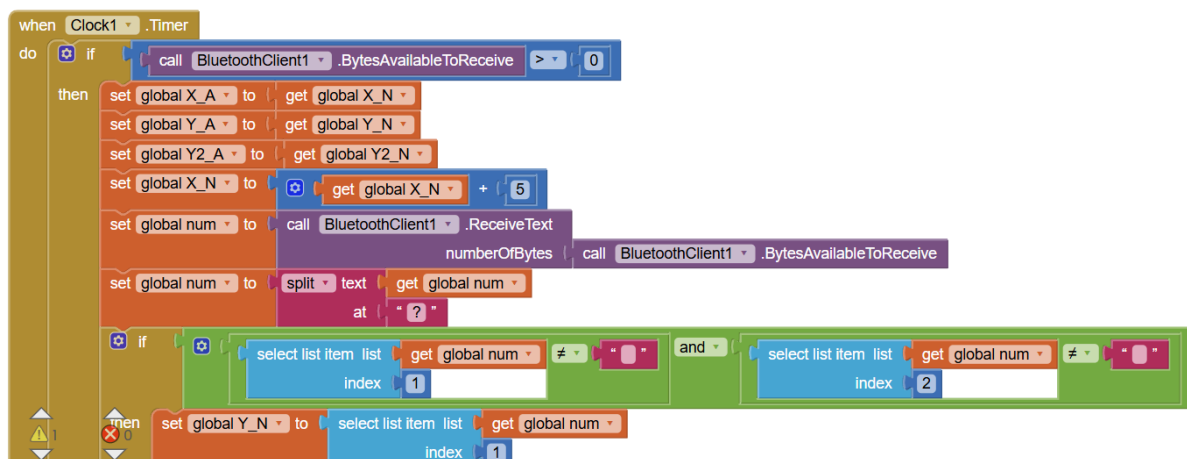 when Clock1 .Timer
do if call BluetoothClient1 .BytesAvailableToReceive > 0
then set global X_A to get global X_N
set global Y_A to get global Y_N
set global Y2_A to get global Y2_N
set global X_N to get global X_N + 5
set global num to call BluetoothClient1 .ReceiveText
numberOfBytes call BluetoothClient1 .BytesAvailableToReceive
set global num to split text get global num
at " ? "
if select list item list get global num ≠ " " and select list item list get global num ≠ " "
index 1 index 2
then set global Y_N to select list item list get global num
1 0 index 1